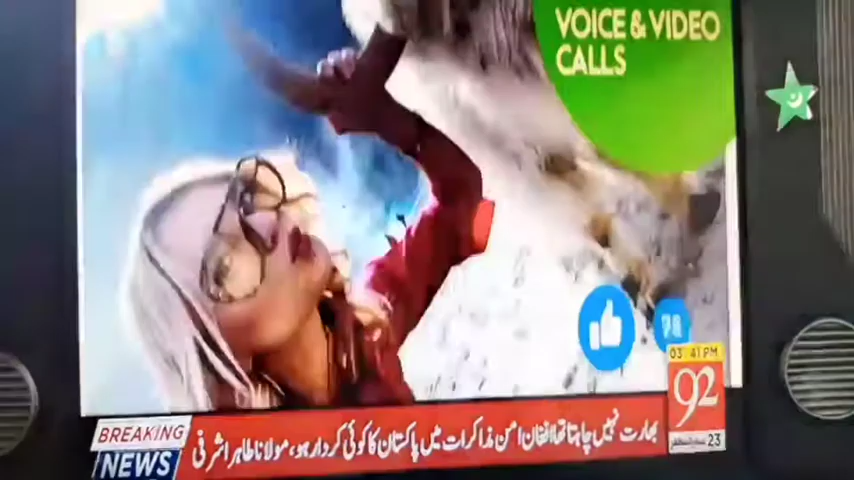 VOICE & VIDEO
CALLS
03:41 PM
92
BREAKING
NEWS
بھارت نہیں چاہتا تھا افغان امن مذاکرات میں پاکستان کا کوئی کردار ہو، مولانا طاہر اشرفی
23